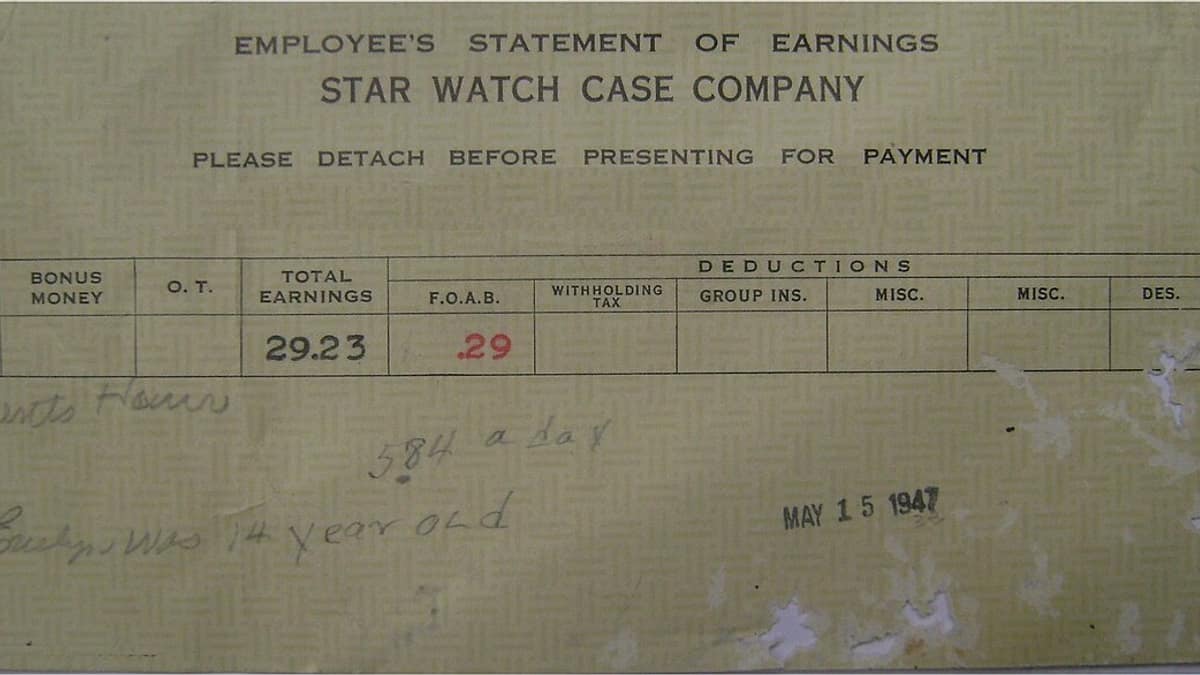 EMPLOYEE'S STATEMENT OF EARNINGS
STAR WATCH CASE COMPANY
PLEASE DETACH BEFORE PRESENTING FOR PAYMENT
DEDUCTIONS
BONUS MONEY O. T. TOTAL EARNINGS F.O.A.B. WITHHOLDING TAX GROUP INS. MISC. MISC. DES.
29.23 .29
Hour
584 a day
was 14 year old
MAY 15 1947